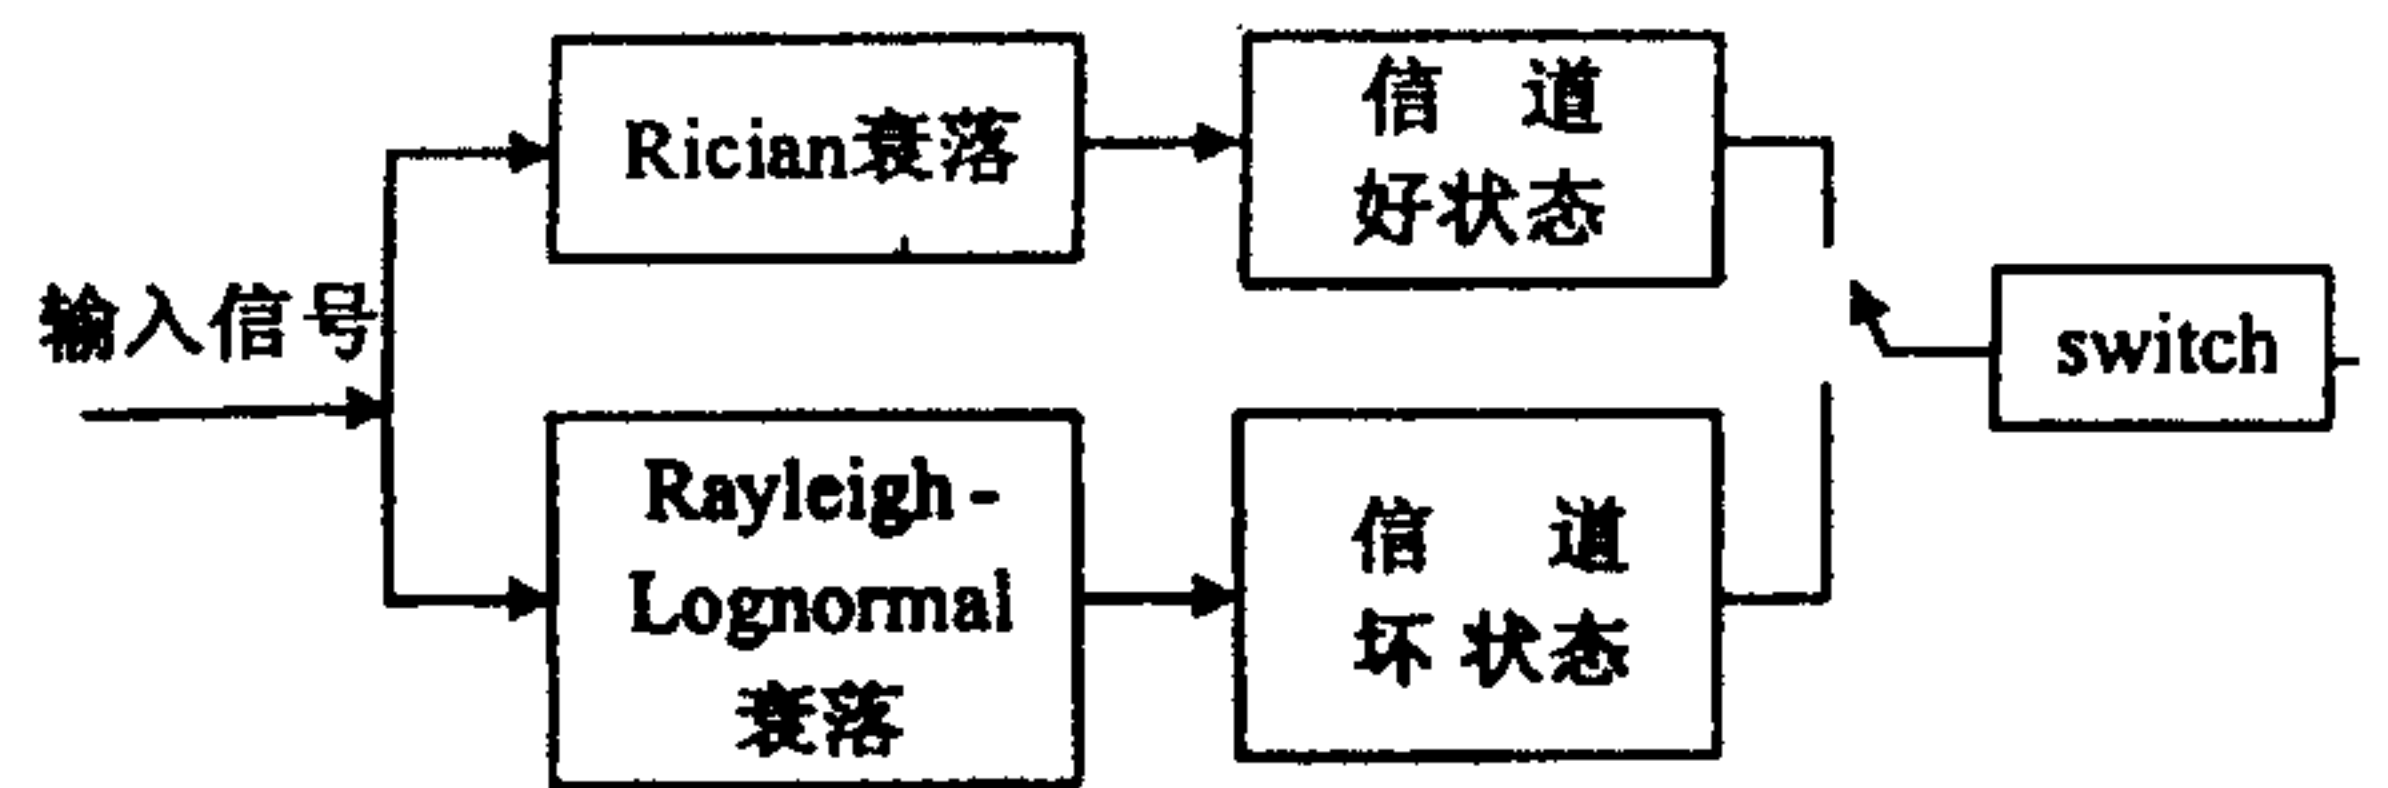 输入信号
Rician衰落
信 道
好状态
Rayleigh-
Lognormal
衰落
信 道
坏 状态
switch